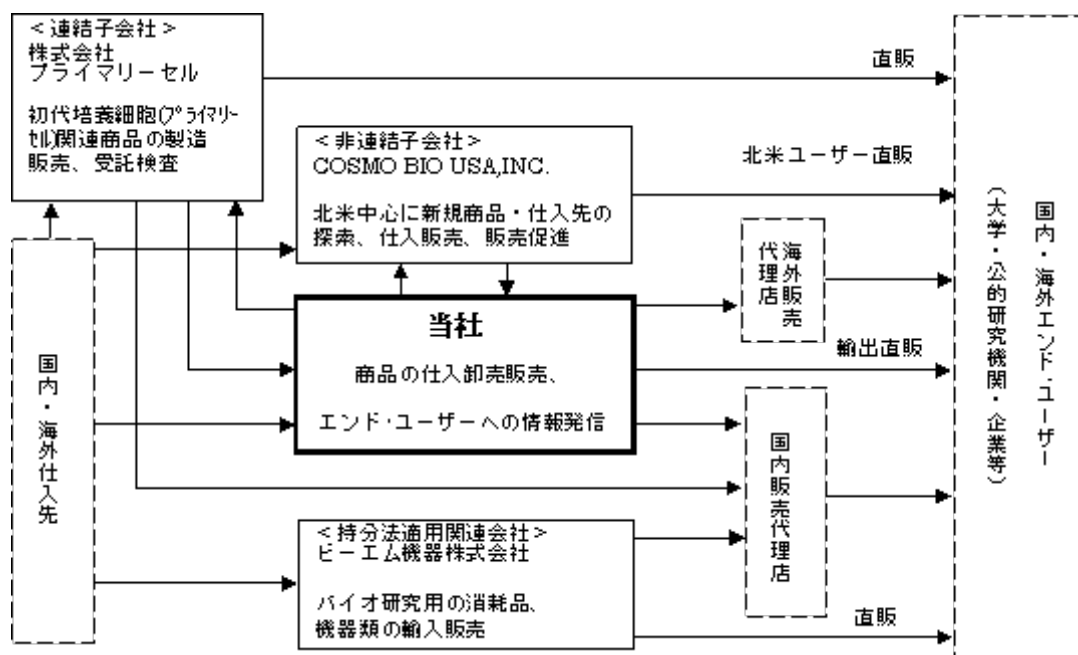 ＜連結子会社＞
株式会社
プライマリーセル
初代培義細胞(ﾌﾟﾗｲﾏﾘｰ
ｾﾙ)関連商品の製造
販売、受託検査
直販
＜非連結子会社＞
COSMO BIO USA,INC.
北米中心に新規商品・仕入先の
探索、仕入販売、販売促進
北米ユーザー直販
海外販売
代理店
当社
商品の仕入卸売販売、
エンド・ユーザーへの情報発信
輸出直販
国内・海外仕入先
国内販売代理店
＜持分法適用関連会社＞
ビーエム機器株式会社
バイオ研究用の消耗品、
機器類の輸入販売
直販
国内・海外エンド・ユーザー
（大学・公的研究機関・企業等）